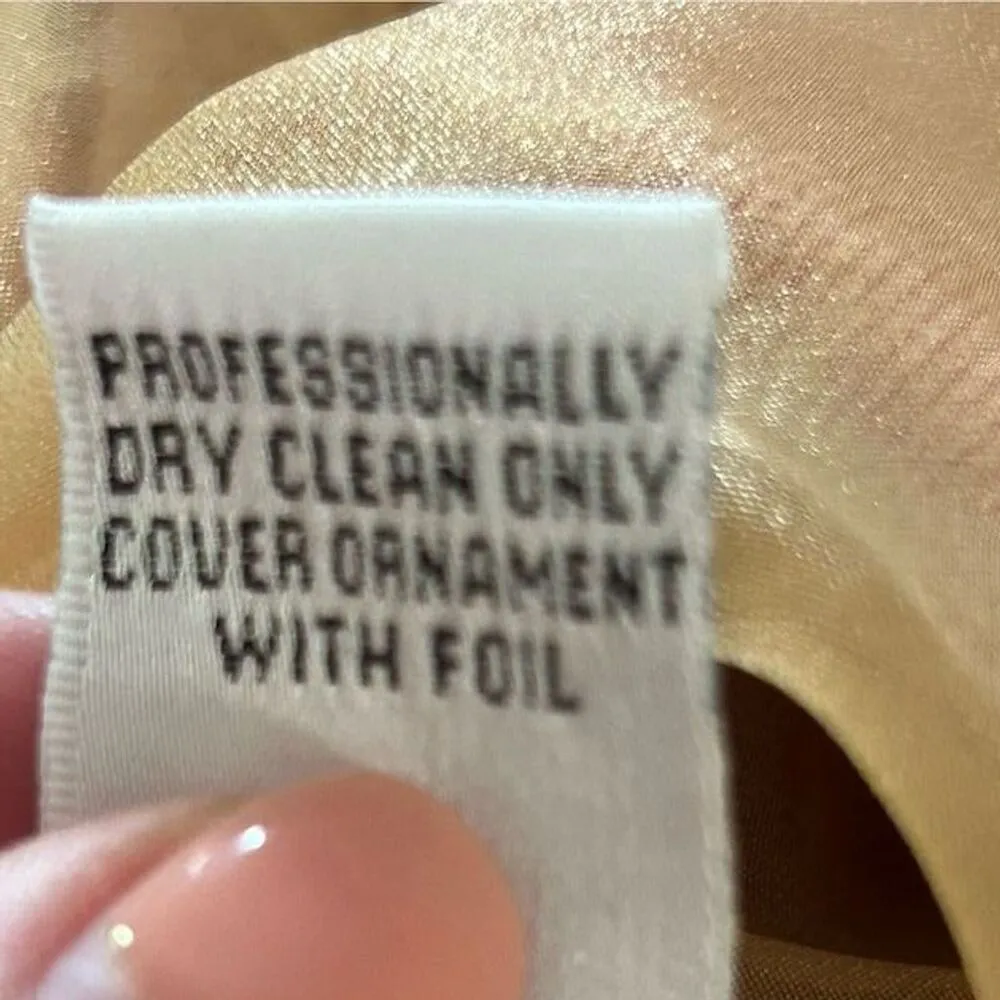 PROFESSIONALLY
DRY CLEAN ONLY
COVER ORNAMENT
WITH FOIL